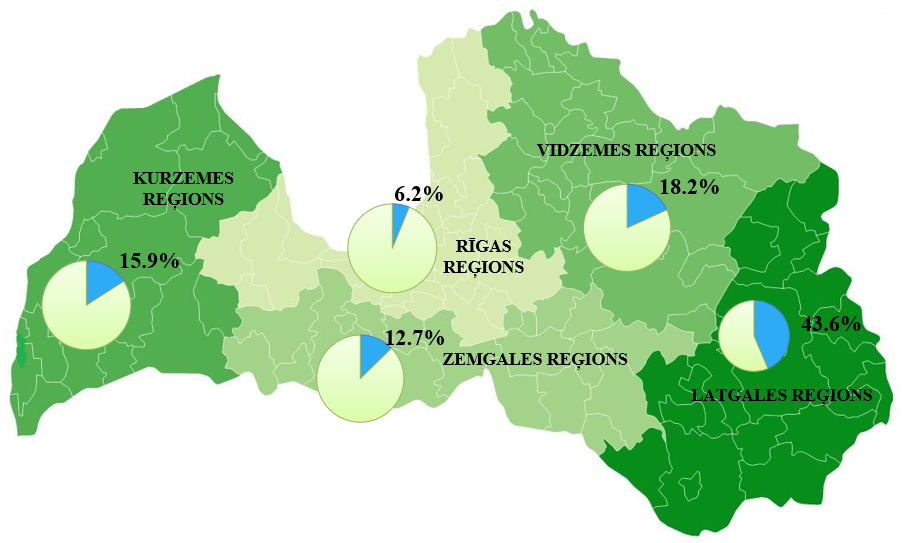 VIDZEMES REĢIONS
18.2%
KURZEMES
REĢIONS
15.9%
6.2%
RĪGAS
REĢIONS
12.7%
ZEMGALES REĢIONS
43.6%
LATGALES REĢIONS